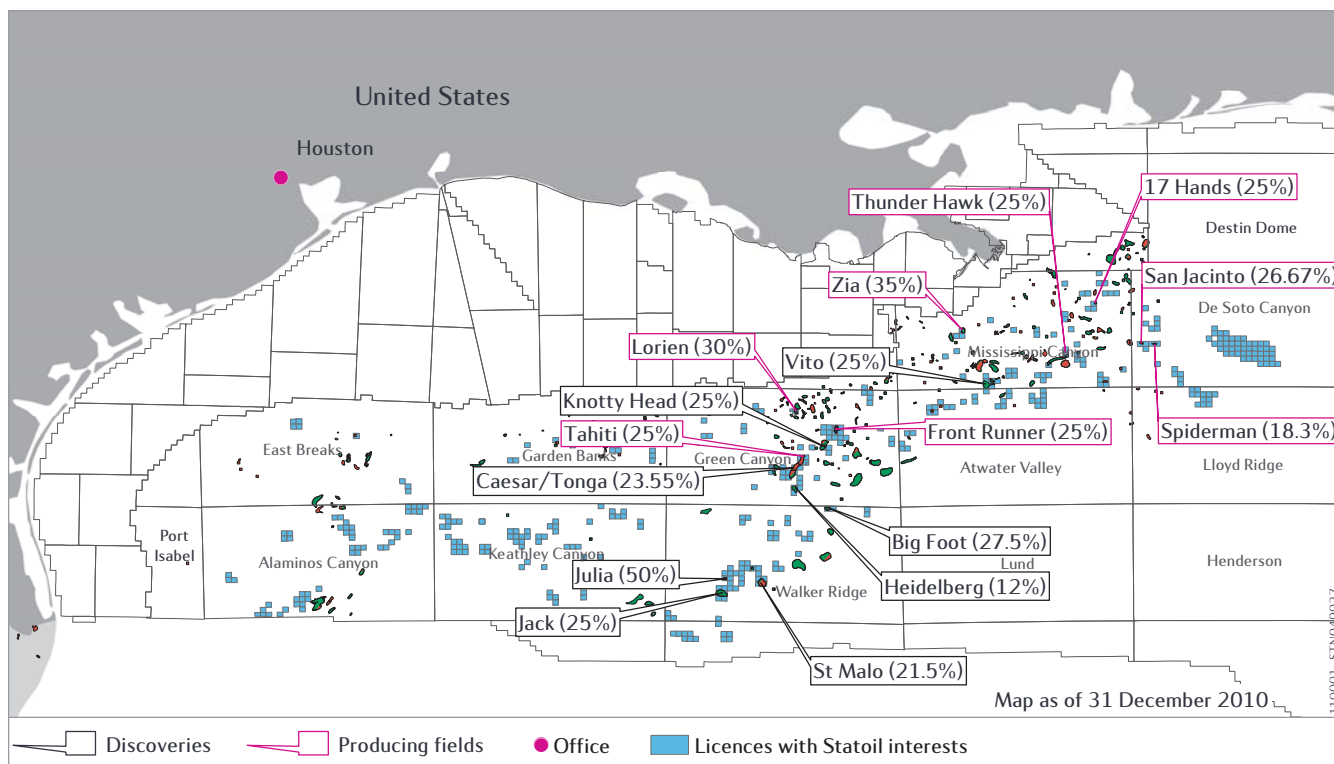 United States
Houston
17 Hands (25%)
Thunder Hawk (25%)
Destin Dome
San Jacinto (26.67%)
Zia (35%)
De Soto Canyon
Lorien (30%)
Mississippi Canyon
Vito (25%)
Knotty Head (25%)
Tahiti (25%)
Front Runner (25%)
Spiderman (18.3%)
East Breaks
Garden Banks
Green Canyon
Atwater Valley
Lloyd Ridge
Caesar/Tonga (23.55%)
Port
Isabel
Big Foot (27.5%)
Alaminos Canyon
Keathley Canyon
Lund
Henderson
Julia (50%)
Walker Ridge
Heidelberg (12%)
Jack (25%)
St Malo (21.5%)
Map as of 31 December 2010
Discoveries
Producing fields
Office
Licences with Statoil interests